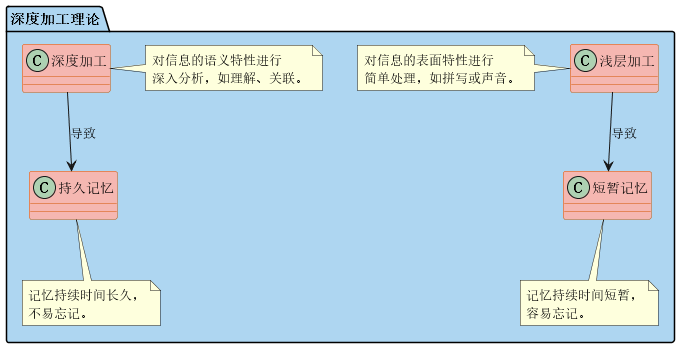 深度加工理论
C 深度加工
对信息的语义特性进行
深入分析，如理解、关联。
对信息的表面特性进行
简单处理，如拼写或声音。
C 浅层加工
导致
导致
C 持久记忆
C 短暂记忆
记忆持续时间长久，
不易忘记。
记忆持续时间短暂，
容易忘记。